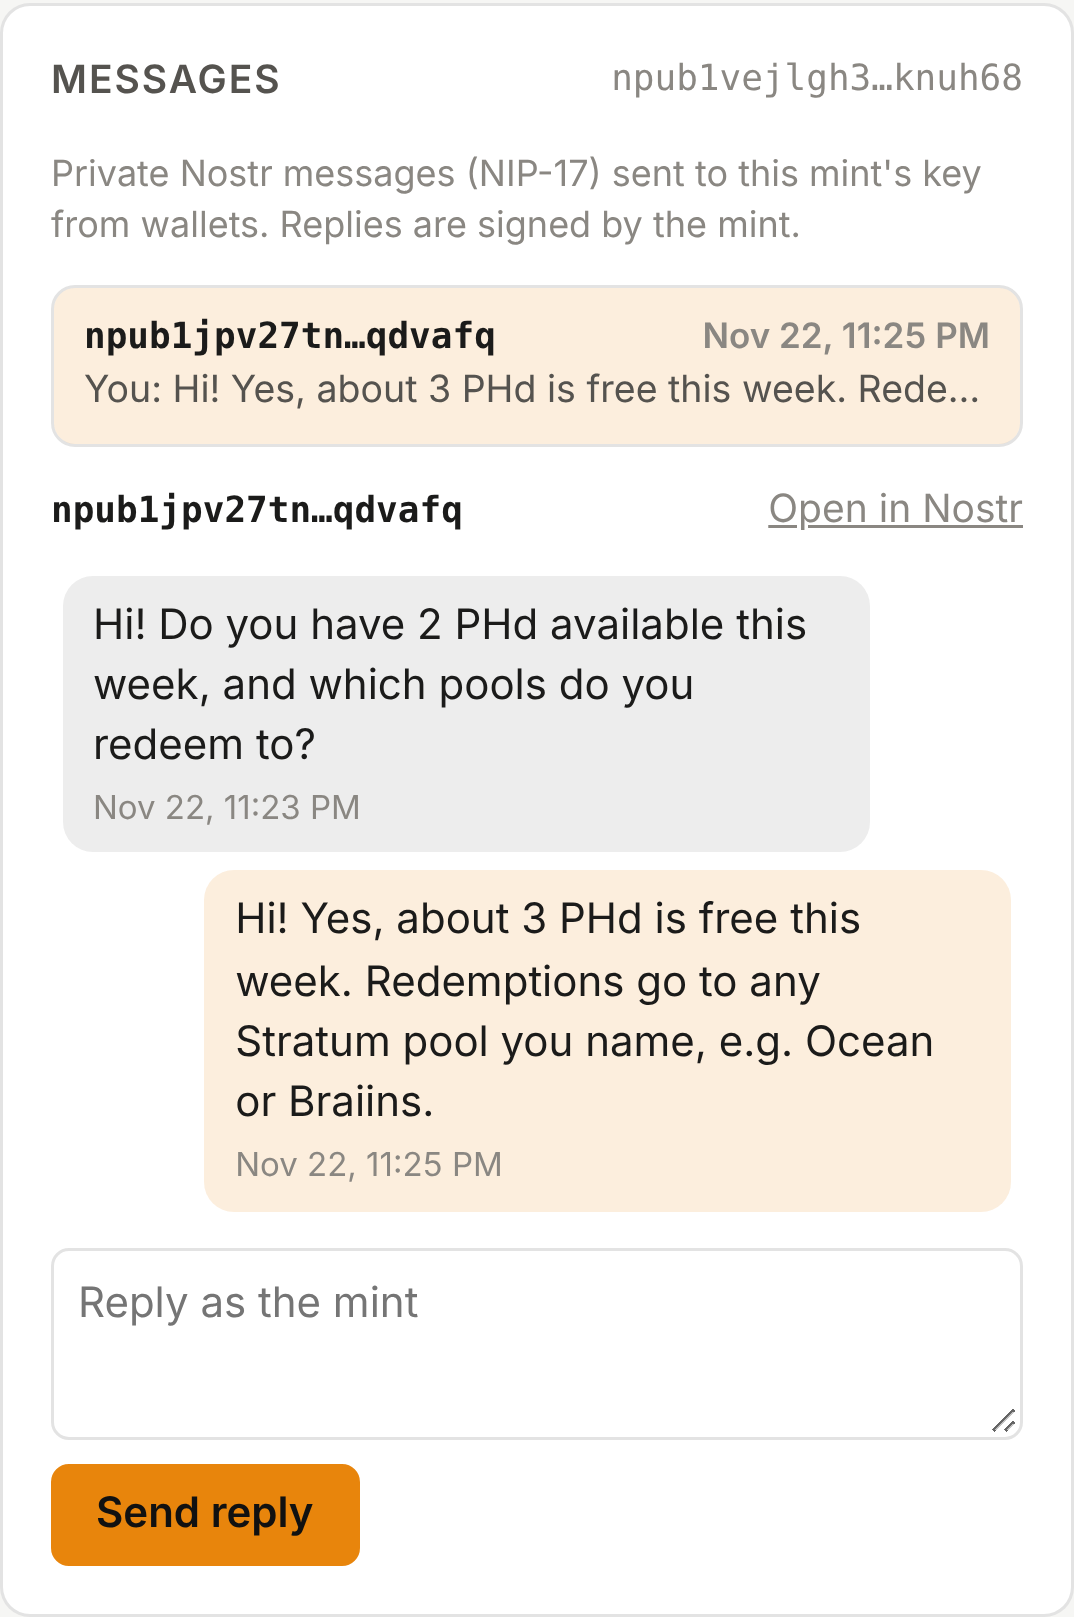 MESSAGES
npub1vejlgh3…knuh68
Private Nostr messages (NIP-17) sent to this mint's key
from wallets. Replies are signed by the mint.
npub1jpv27tn…qdvafq
Nov 22, 11:25 PM
You: Hi! Yes, about 3 PHd is free this week. Rede…
npub1jpv27tn…qdvafq
Open in Nostr
Hi! Do you have 2 PHd available this
week, and which pools do you
redeem to?
Nov 22, 11:23 PM
Hi! Yes, about 3 PHd is free this
week. Redemptions go to any
Stratum pool you name, e.g. Ocean
or Braiins.
Nov 22, 11:25 PM
Reply as the mint
Send reply